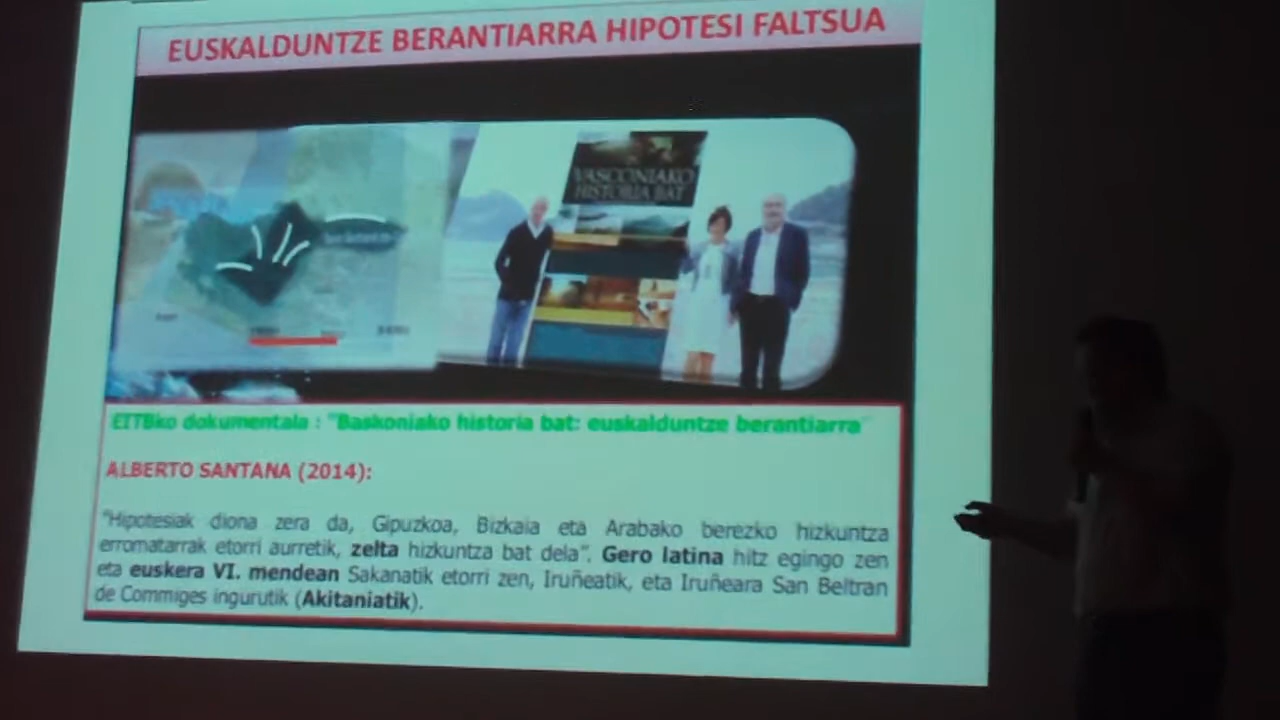 EUSKALDUNTZE BERANTIARRA HIPOTESI FALTSUA
VASCONIAKO
HISTORIA BAT
EITBko dokumentala : "Baskoniako historia bat: euskalduntze berantiarra"
ALBERTO SANTANA (2014):
"Hipotesiak diona zera da, Gipuzkoa, Bizkaia eta Arabako berezko hizkuntza
erromatarrak etorri aurretik, zelta hizkuntza bat dela". Gero latina hitz egingo zen
eta euskera VI. mendean Sakanatik etorri zen, Iruñeatik, eta Iruñeara San Beltran
de Commiges ingurutik (Akitaniatik).